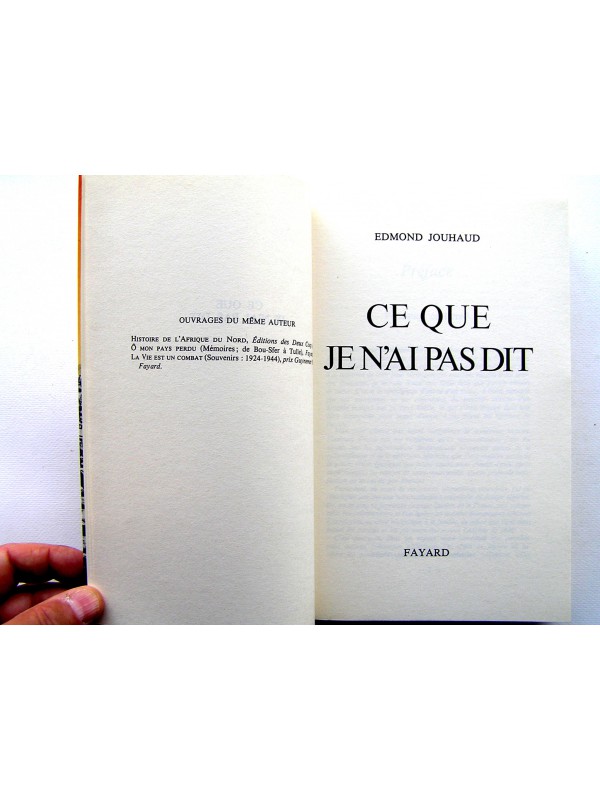 OUVRAGES DU MÊME AUTEUR
HISTOIRE DE L'AFRIQUE DU NORD, Éditions des Deux
Ô MON PAYS PERDU (Mémoires ; de Bou-Sfer à Tulle),
LA VIE EST UN COMBAT (Souvenirs : 1924-1944), prix
Fayard.
EDMOND JOUHAUD
Préface
CE QUE
JE N'AI PAS DIT
FAYARD